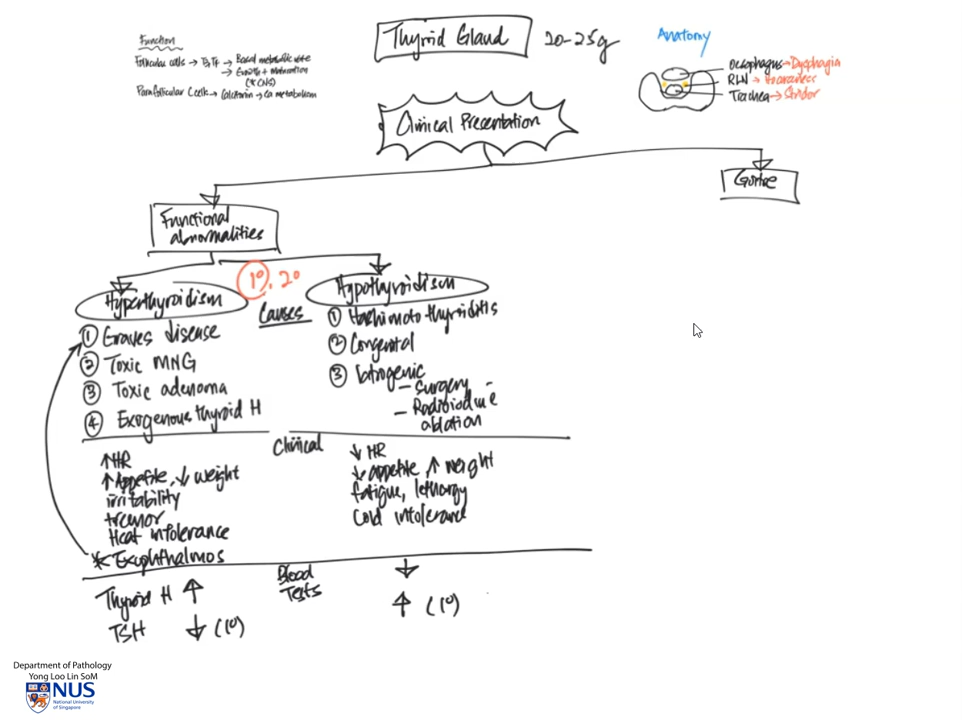 Thyroid Gland
20-25g
Function
Follicular cells → T3T4 → Basal metabolic rate
→ Growth + maturation
(* CNS)
Parafollicular C cell → Calcitonin → Ca metabolism
Anatomy
Oesophagus → Dysphagia
RLN → Hoarseness
Trachea → Stridor
Clinical Presentation
Goitre
Functional
abnormalities
1°, 2°
Hyperthyroidism
Hypothyroidism
Causes
① Graves disease
② Toxic MNG
③ Toxic adenoma
④ Exogenous thyroid H
① Hashimoto thyroiditis
② Congenital
③ Iatrogenic
- Surgery
- Radioiodine
ablation
Clinical
↑HR
↑Appetite, ↓ weight
irritability
tremor
Heat intolerance
* Exophthalmos
↓ HR
↓ appetite ↑ weight
fatigue, lethargy
Cold intolerance
Blood
Tests
Thyroid H ↑
TSH ↓ (1°)
↓
↑ (1°)
Department of Pathology
Yong Loo Lin SoM
NUS
National University
of Singapore